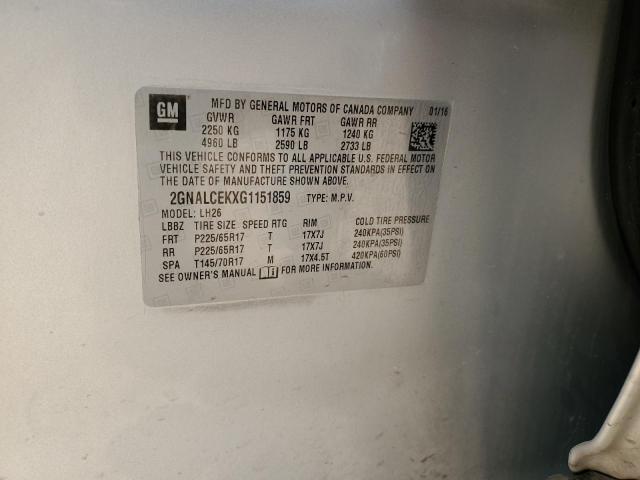 GM
MFD BY GENERAL MOTORS OF CANADA COMPANY 01/16
GVWR GAWR FRT GAWR RR
2250 KG 1175 KG 1240 KG
4960 LB 2590 LB 2733 LB
THIS VEHICLE CONFORMS TO ALL APPLICABLE U.S. FEDERAL MOTOR
VEHICLE SAFETY AND THEFT PREVENTION STANDARDS IN EFFECT ON
THE DATE OF MANUFACTURE SHOWN ABOVE.
2GNALCEKXG1151859 TYPE: M.P.V.
MODEL: LH26
LBBZ TIRE SIZE SPEED RTG RIM COLD TIRE PRESSURE
FRT P225/65R17 T 17X7J 240KPA(35PSI)
RR P225/65R17 T 17X7J 240KPA(35PSI)
SPA T145/70R17 M 17X4.5T 420KPA(60PSI)
SEE OWNER'S MANUAL FOR MORE INFORMATION.